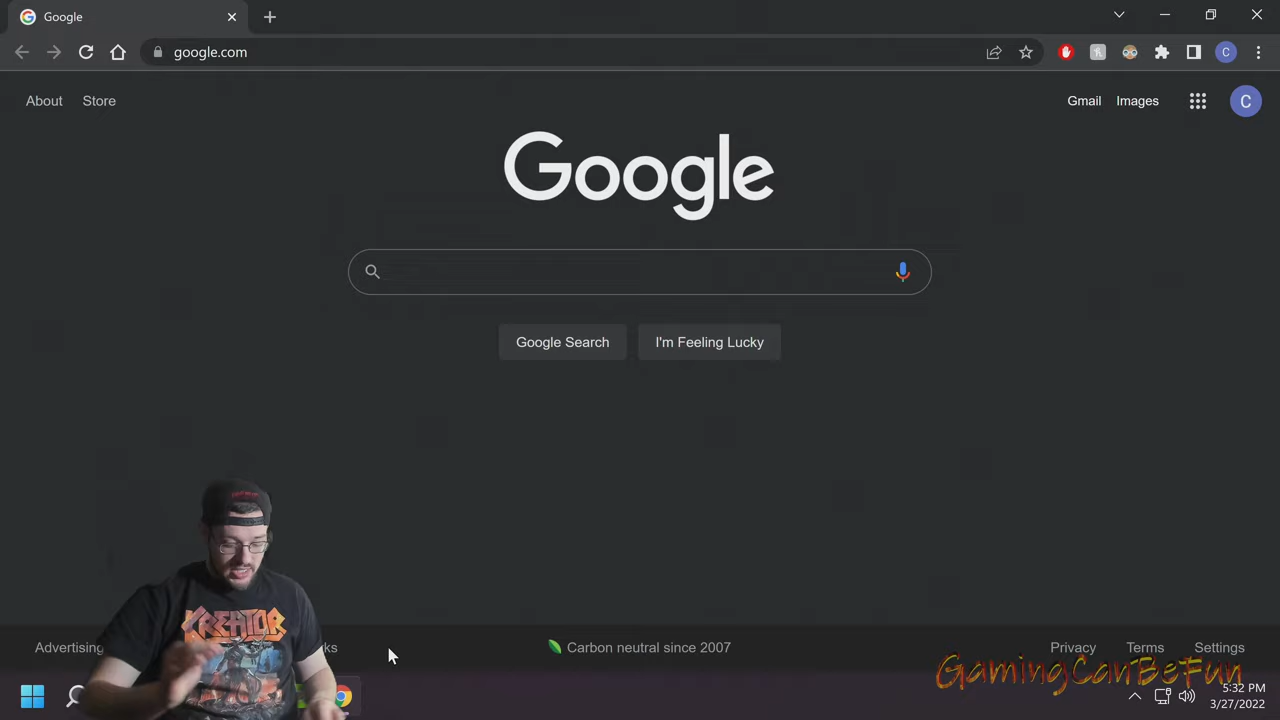 Google
google.com
About Store
Gmail Images
C
C
Google
Google Search
I'm Feeling Lucky
KREATOR
Advertising
ks
Carbon neutral since 2007
Privacy Terms Settings
GamingCanBeFun
5:32 PM
3/27/2022